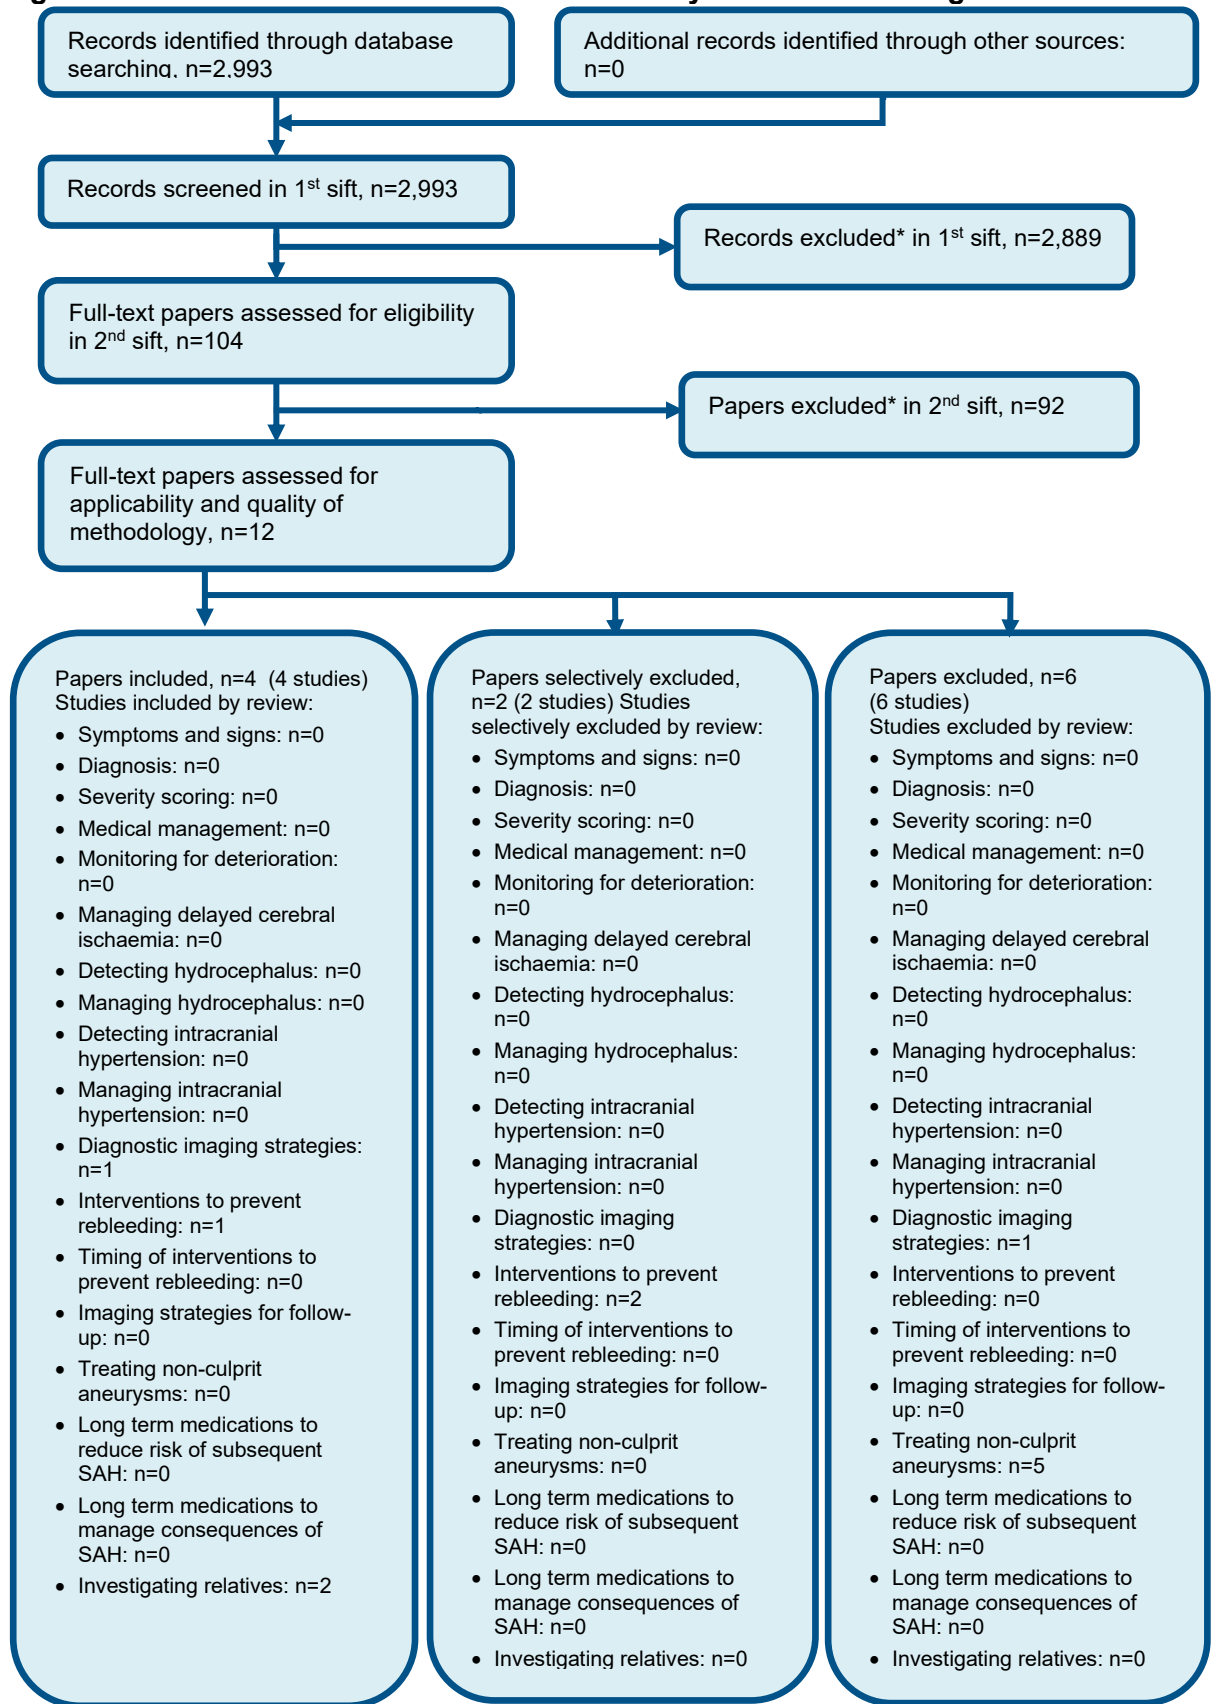 Records identified through database
searching, n=2,993
Additional records identified through other sources:
n=0
Records screened in 1st sift, n=2,993
Records excluded* in 1st sift, n=2,889
Full-text papers assessed for eligibility
in 2nd sift, n=104
Papers excluded* in 2nd sift, n=92
Full-text papers assessed for
applicability and quality of
methodology, n=12
Papers included, n=4 (4 studies)
Studies included by review:
• Symptoms and signs: n=0
• Diagnosis: n=0
• Severity scoring: n=0
• Medical management: n=0
• Monitoring for deterioration:
n=0
• Managing delayed cerebral
ischaemia: n=0
• Detecting hydrocephalus: n=0
• Managing hydrocephalus: n=0
• Detecting intracranial
hypertension: n=0
• Managing intracranial
hypertension: n=0
• Diagnostic imaging strategies:
n=1
• Interventions to prevent
rebleeding: n=1
• Timing of interventions to
prevent rebleeding: n=0
• Imaging strategies for follow-
up: n=0
• Treating non-culprit
aneurysms: n=0
• Long term medications to
reduce risk of subsequent
SAH: n=0
• Long term medications to
manage consequences of
SAH: n=0
• Investigating relatives: n=2
Papers selectively excluded,
n=2 (2 studies) Studies
selectively excluded by review:
• Symptoms and signs: n=0
• Diagnosis: n=0
• Severity scoring: n=0
• Medical management: n=0
• Monitoring for deterioration:
n=0
• Managing delayed cerebral
ischaemia: n=0
• Detecting hydrocephalus:
n=0
• Managing hydrocephalus:
n=0
• Detecting intracranial
hypertension: n=0
• Managing intracranial
hypertension: n=0
• Diagnostic imaging
strategies: n=0
• Interventions to prevent
rebleeding: n=2
• Timing of interventions to
prevent rebleeding: n=0
• Imaging strategies for follow-
up: n=0
• Treating non-culprit
aneurysms: n=0
• Long term medications to
reduce risk of subsequent
SAH: n=0
• Long term medications to
manage consequences of
SAH: n=0
• Investigating relatives: n=0
Papers excluded, n=6
(6 studies)
Studies excluded by review:
• Symptoms and signs: n=0
• Diagnosis: n=0
• Severity scoring: n=0
• Medical management: n=0
• Monitoring for deterioration:
n=0
• Managing delayed cerebral
ischaemia: n=0
• Detecting hydrocephalus:
n=0
• Managing hydrocephalus:
n=0
• Detecting intracranial
hypertension: n=0
• Managing intracranial
hypertension: n=0
• Diagnostic imaging
strategies: n=1
• Interventions to prevent
rebleeding: n=0
• Timing of interventions to
prevent rebleeding: n=0
• Imaging strategies for follow-
up: n=0
• Treating non-culprit
aneurysms: n=5
• Long term medications to
reduce risk of subsequent
SAH: n=0
• Long term medications to
manage consequences of
SAH: n=0
• Investigating relatives: n=0